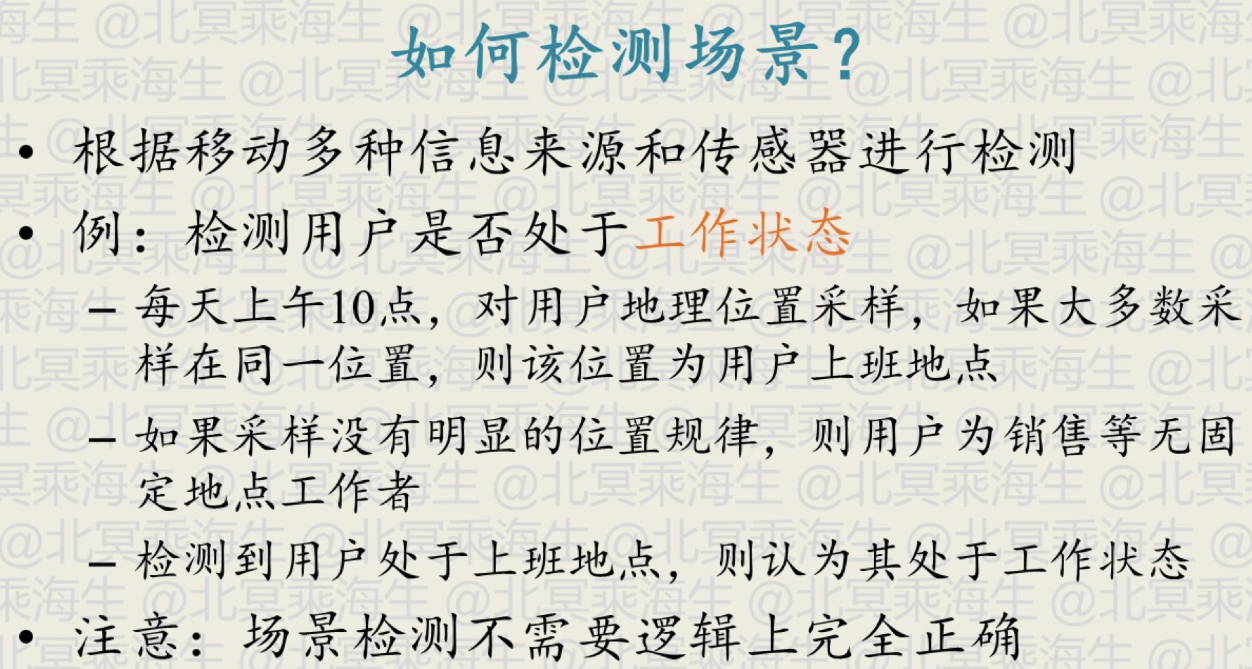 如何检测场景？
• 根据移动多种信息来源和传感器进行检测
• 例：检测用户是否处于工作状态
– 每天上午10点，对用户地理位置采样，如果大多数采
样在同一位置，则该位置为用户上班地点
– 如果采样没有明显的位置规律，则用户为销售等无固
定地点工作者
– 检测到用户处于上班地点，则认为其处于工作状态
• 注意：场景检测不需要逻辑上完全正确
@北冥乘海生